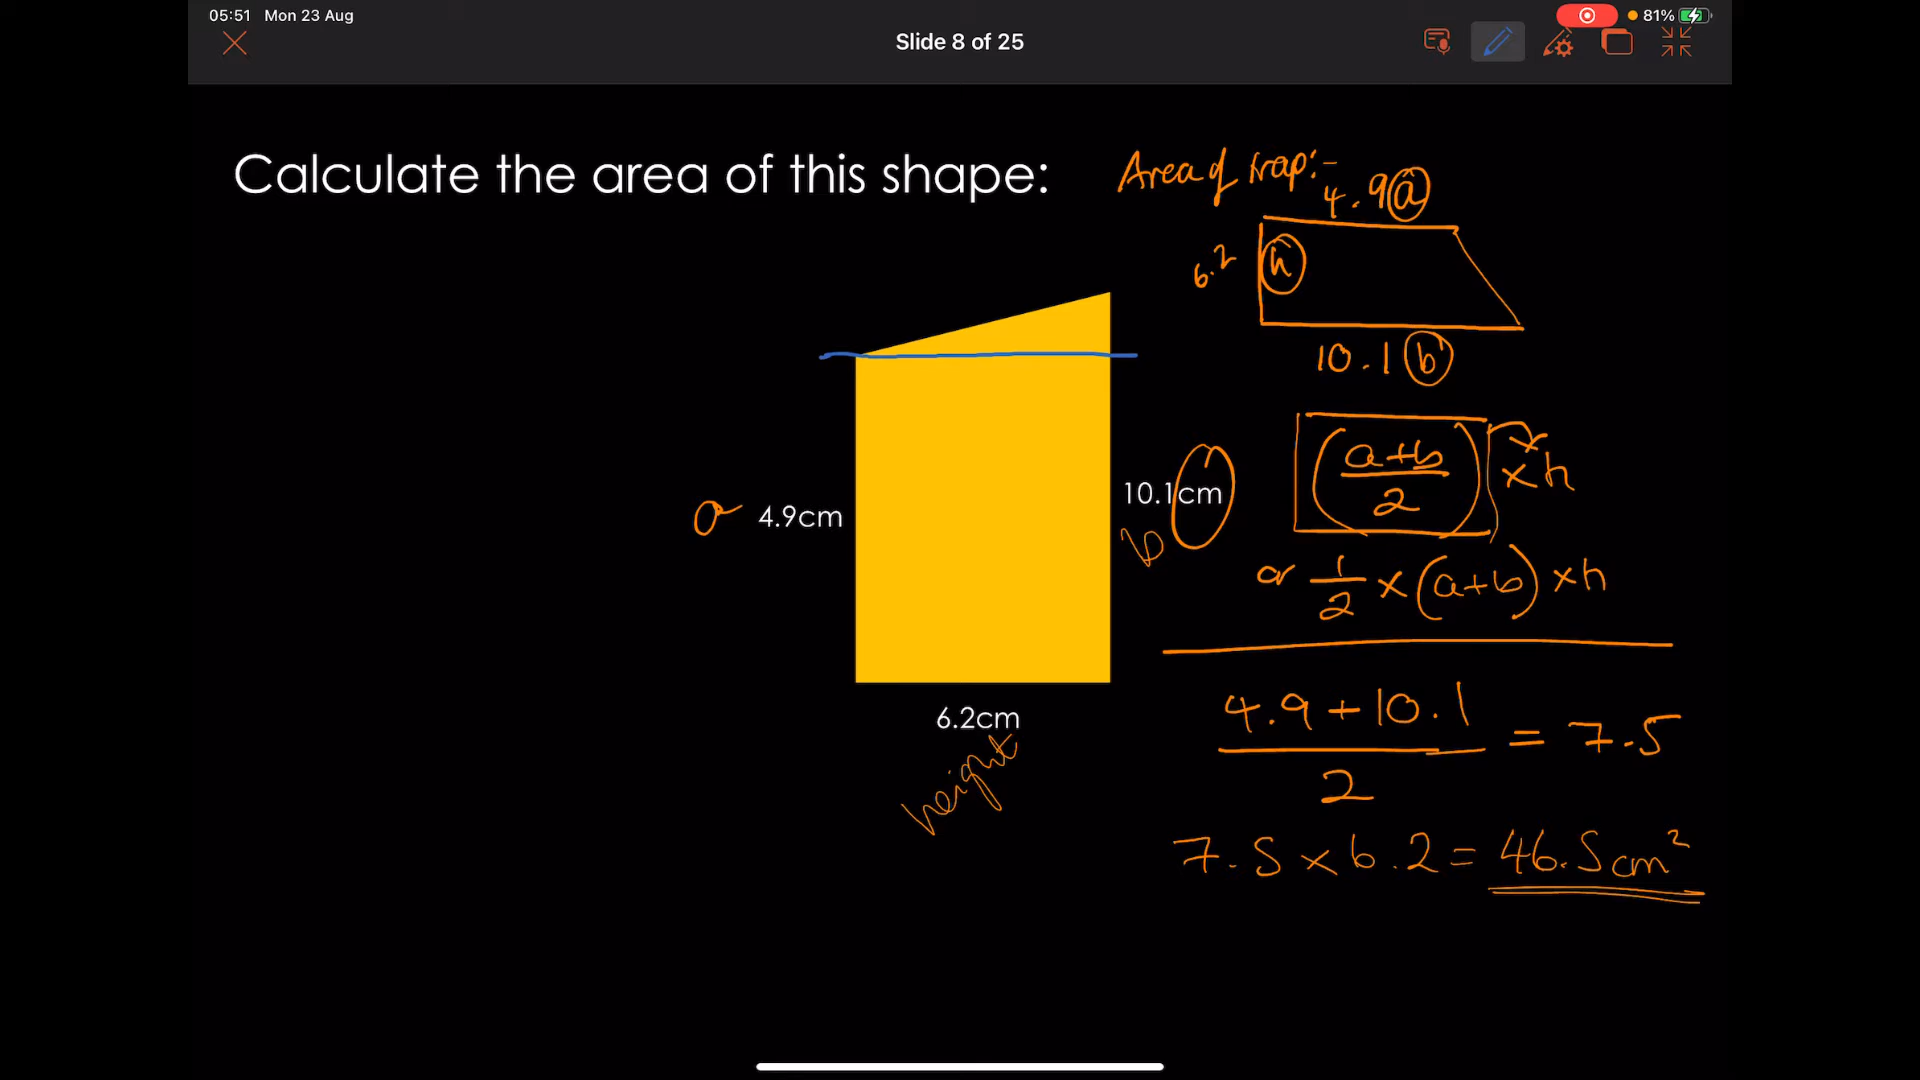 05:51 Mon 23 Aug
81%
Slide 8 of 25
Calculate the area of this shape:
Area of trap:-
4.9 a
6.2 h
10.1 b
(a+b)/2 × h
or 1/2 × (a+b) × h
a 4.9cm
10.1cm
b
6.2cm
height
4.9 + 10.1
2
= 7.5
7.5 × 6.2 = 46.5cm²